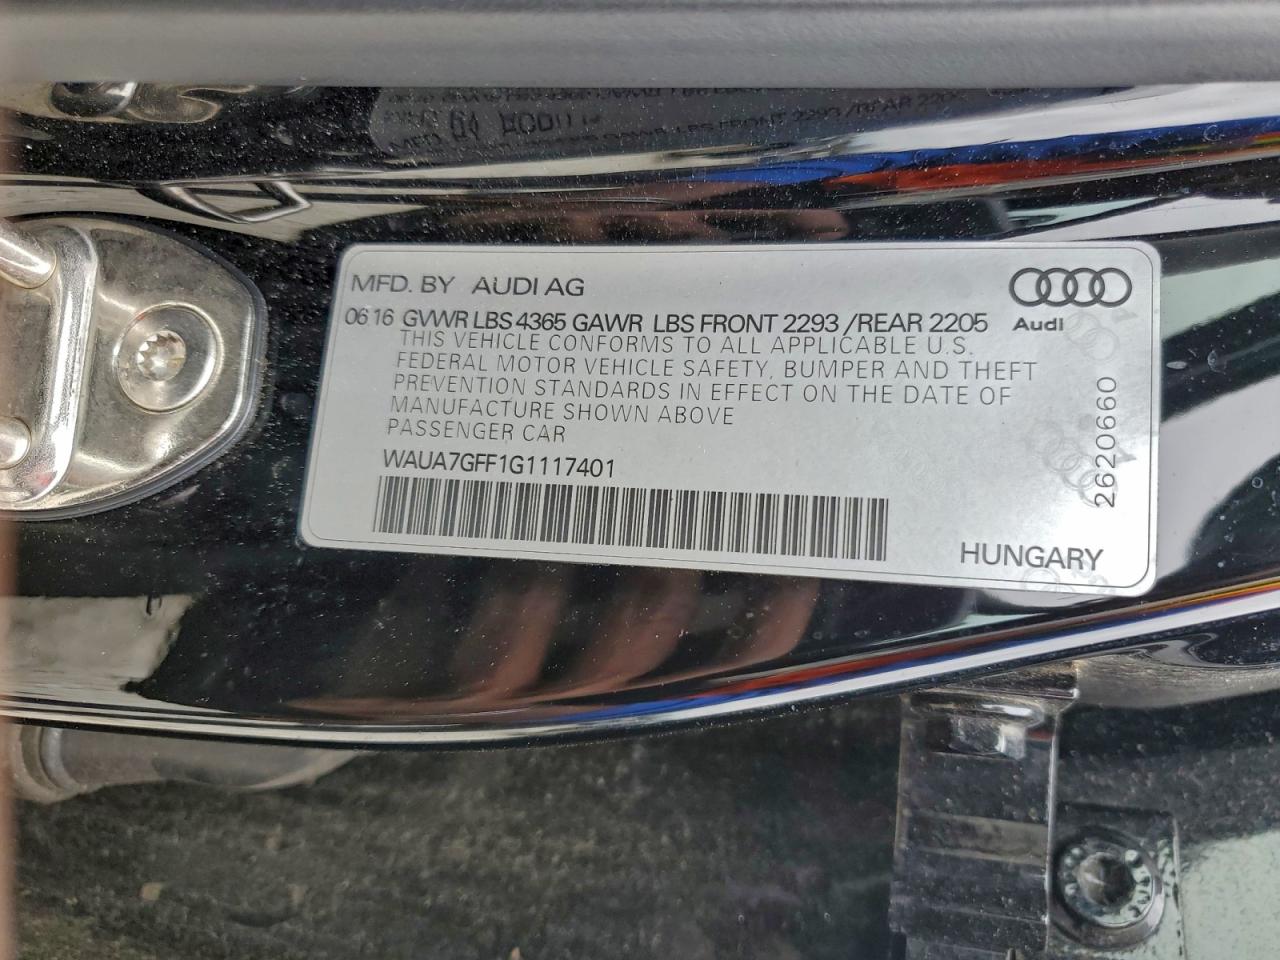 MFD. BY AUDI AG
Audi
06 16 GVWR LBS 4365 GAWR LBS FRONT 2293 /REAR 2205
THIS VEHICLE CONFORMS TO ALL APPLICABLE U.S.
FEDERAL MOTOR VEHICLE SAFETY, BUMPER AND THEFT
PREVENTION STANDARDS IN EFFECT ON THE DATE OF
MANUFACTURE SHOWN ABOVE
PASSENGER CAR
WAUA7GFF1G1117401
2620660
HUNGARY